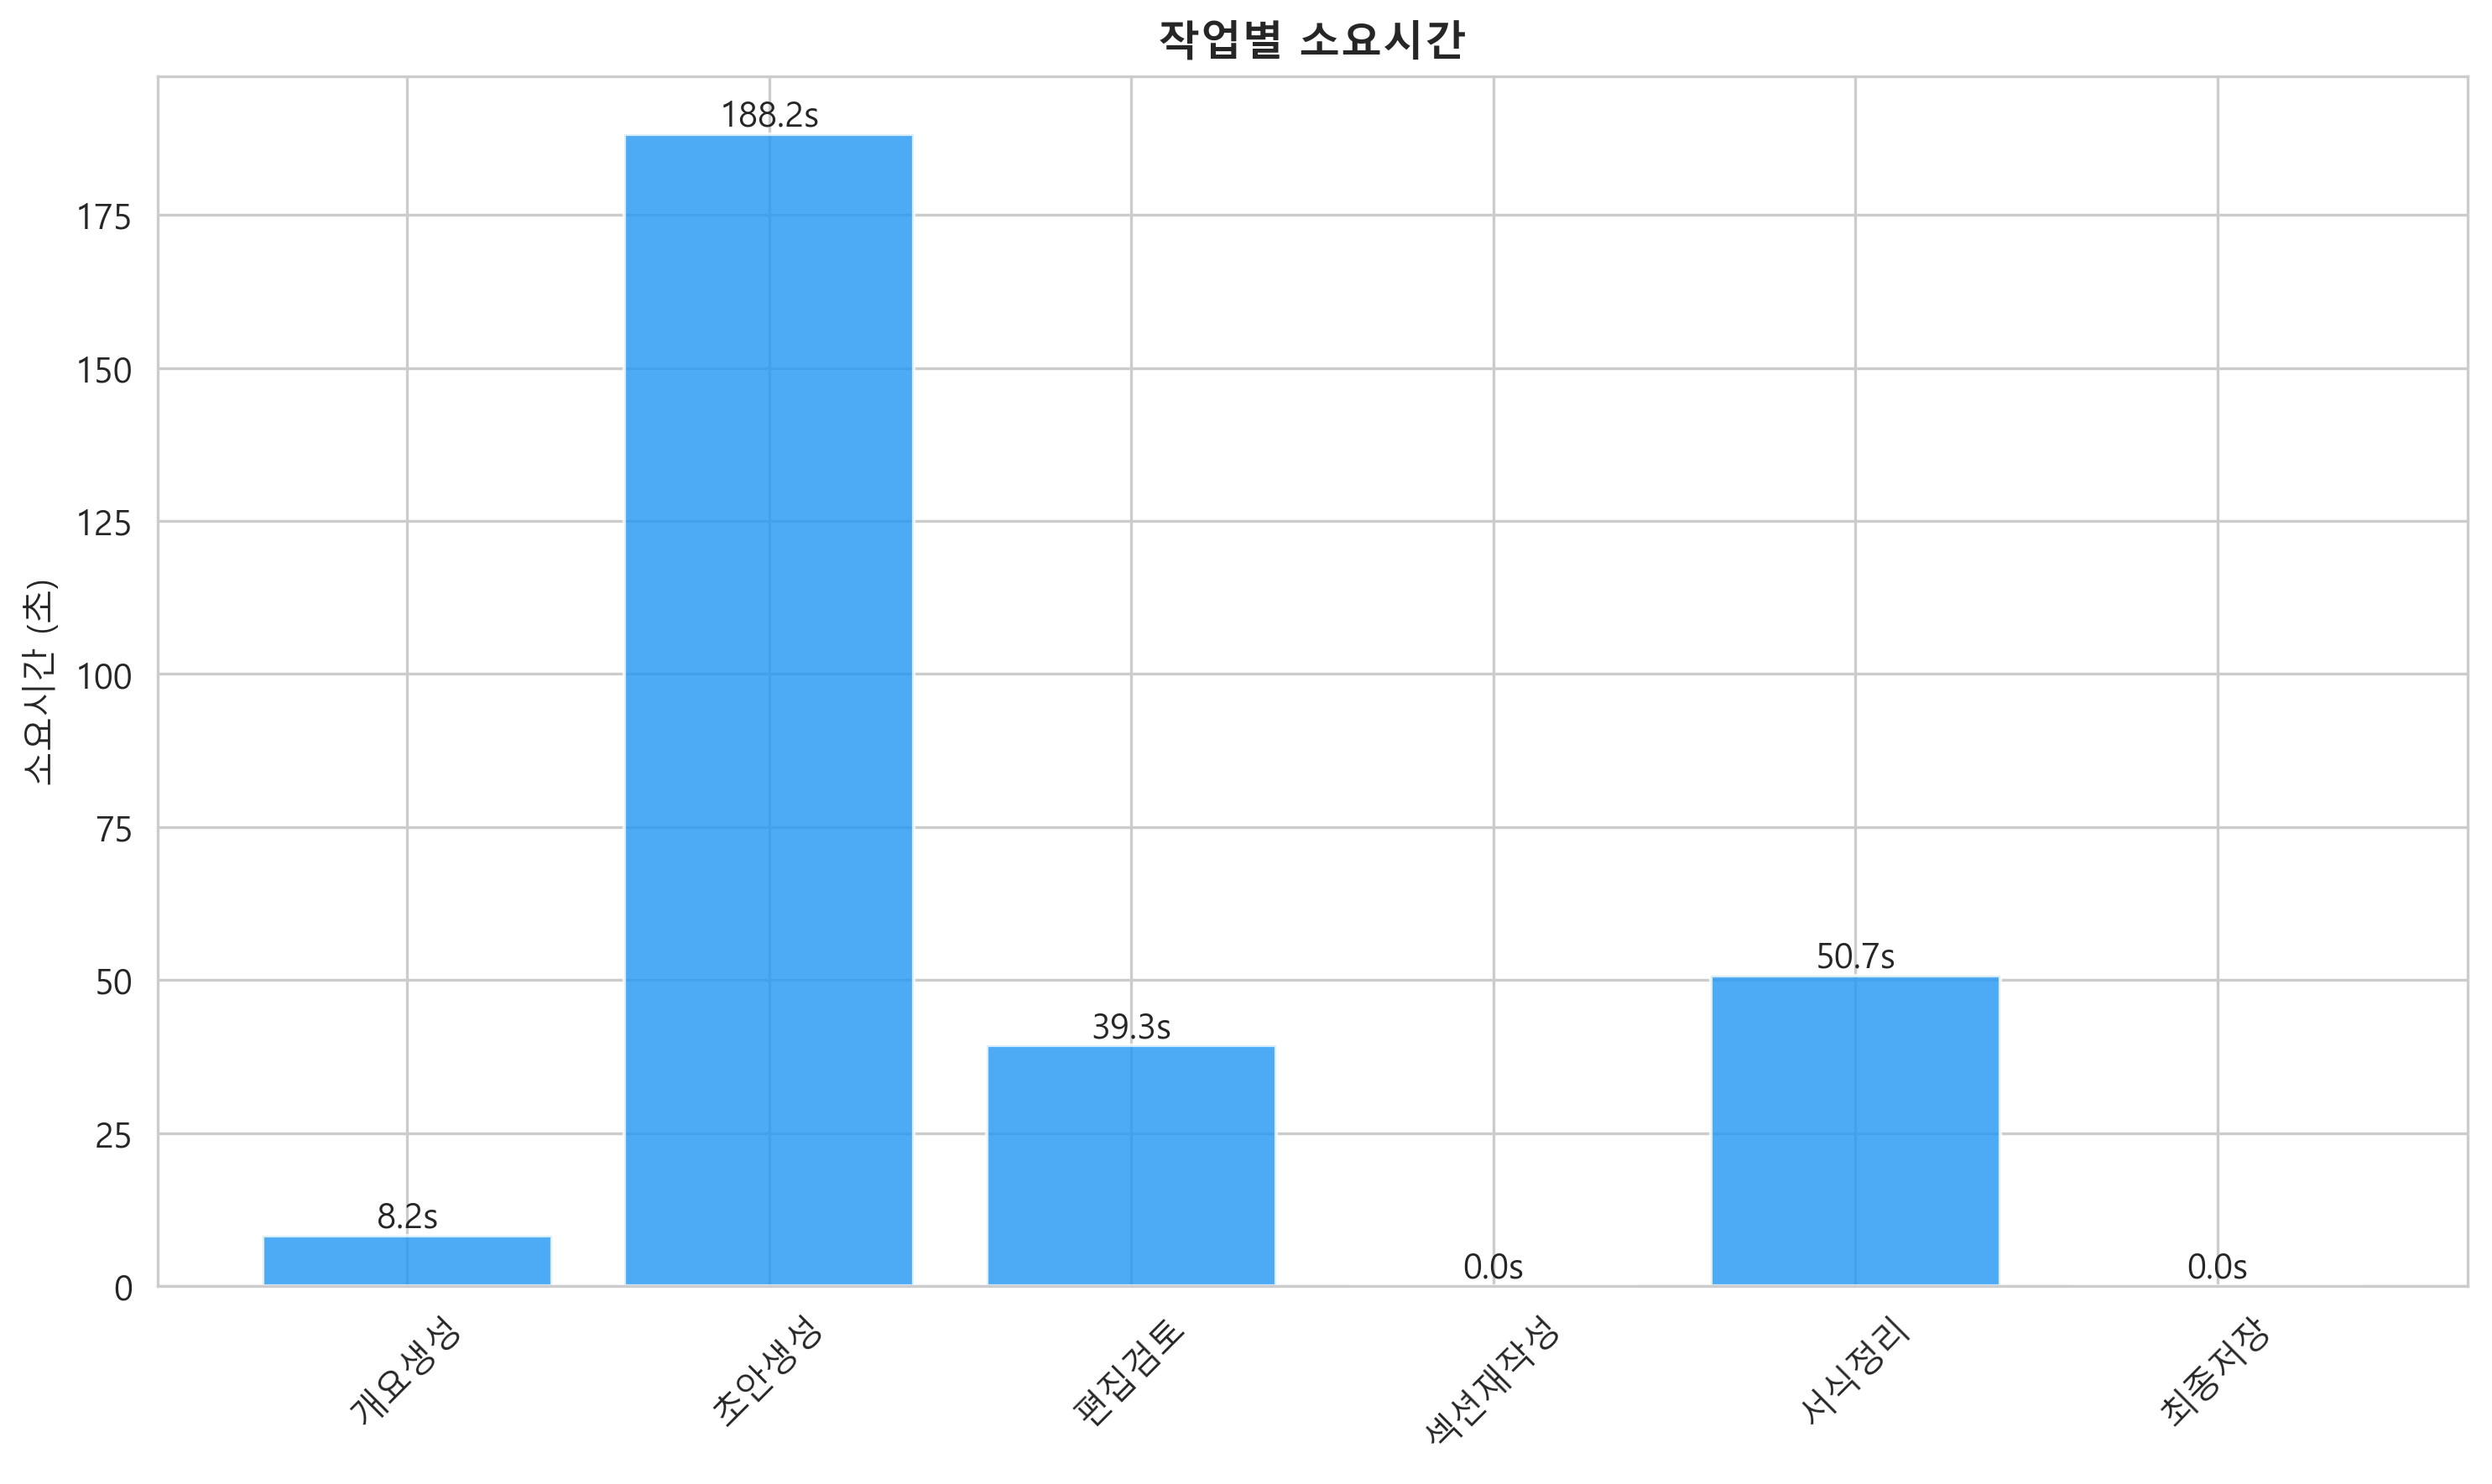 작업별 소요시간
소요시간 (초)
175
150
125
100
75
50
25
0
8.2s
188.2s
39.3s
0.0s
50.7s
0.0s
개요생성
초안생성
편집검토
섹션재작성
서식정리
최종저장